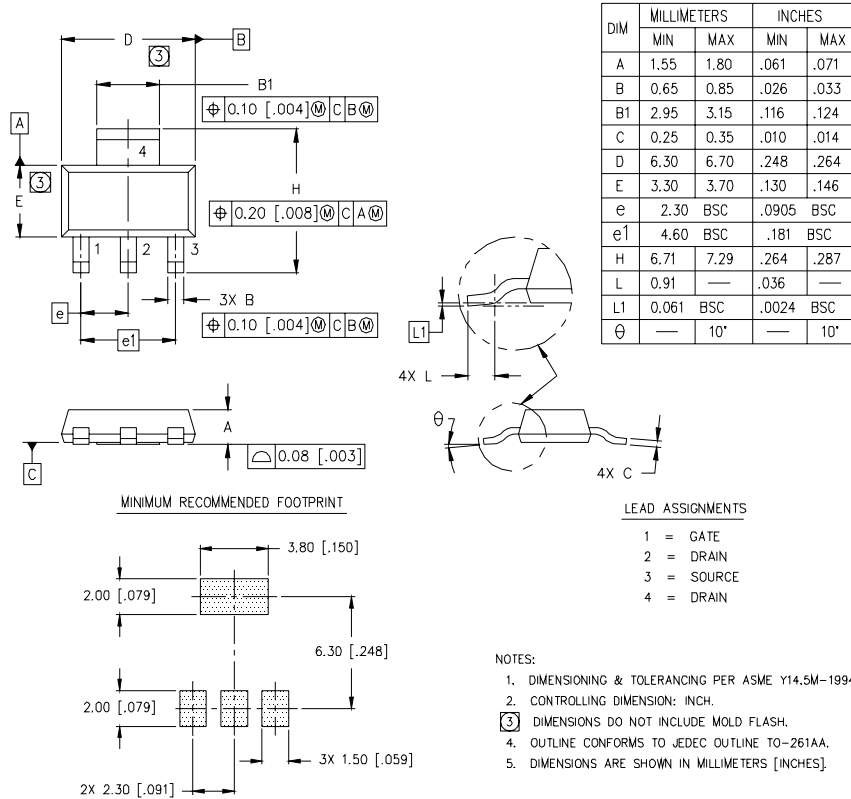 D
B
3
B1
⌖ 0.10 [.004]Ⓜ C BⓂ
A
4
3
E
H
⌖ 0.20 [.008]Ⓜ C AⓂ
1 2 3
3X B
e
⌖ 0.10 [.004]Ⓜ C BⓂ
e1
L1
4X L
A
C
⌓ 0.08 [.003]
θ
4X C
DIM MILLIMETERS INCHES
MIN MAX MIN MAX
A 1.55 1.80 .061 .071
B 0.65 0.85 .026 .033
B1 2.95 3.15 .116 .124
C 0.25 0.35 .010 .014
D 6.30 6.70 .248 .264
E 3.30 3.70 .130 .146
e 2.30 BSC .0905 BSC
e1 4.60 BSC .181 BSC
H 6.71 7.29 .264 .287
L 0.91 — .036 —
L1 0.061 BSC .0024 BSC
θ — 10° — 10°
MINIMUM RECOMMENDED FOOTPRINT
3.80 [.150]
2.00 [.079]
6.30 [.248]
2.00 [.079]
3X 1.50 [.059]
2X 2.30 [.091]
LEAD ASSIGNMENTS
1 = GATE
2 = DRAIN
3 = SOURCE
4 = DRAIN
NOTES:
1. DIMENSIONING & TOLERANCING PER ASME Y14.5M-1994
2. CONTROLLING DIMENSION: INCH.
3 DIMENSIONS DO NOT INCLUDE MOLD FLASH.
4. OUTLINE CONFORMS TO JEDEC OUTLINE TO-261AA.
5. DIMENSIONS ARE SHOWN IN MILLIMETERS [INCHES].